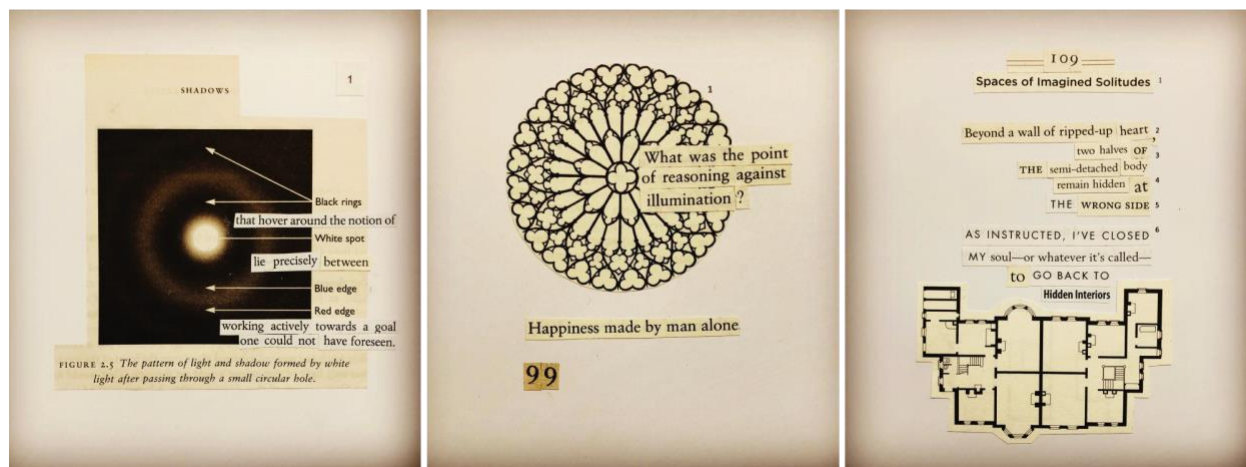 SHADOWS
1
Black rings
that hover around the notion of
White spot
lie precisely between
Blue edge
Red edge
working actively towards a goal
one could not have foreseen.
FIGURE 2.5 The pattern of light and shadow formed by white
light after passing through a small circular hole.
1
What was the point
of reasoning against
illumination ?
Happiness made by man alone
99
109
Spaces of Imagined Solitudes 1
Beyond a wall of ripped-up heart, 2
two halves OF
THE semi-detached body 3
remain hidden at 4
THE WRONG SIDE 5
AS INSTRUCTED, I'VE CLOSED 6
MY soul—or whatever it's called—
to GO BACK TO
Hidden Interiors